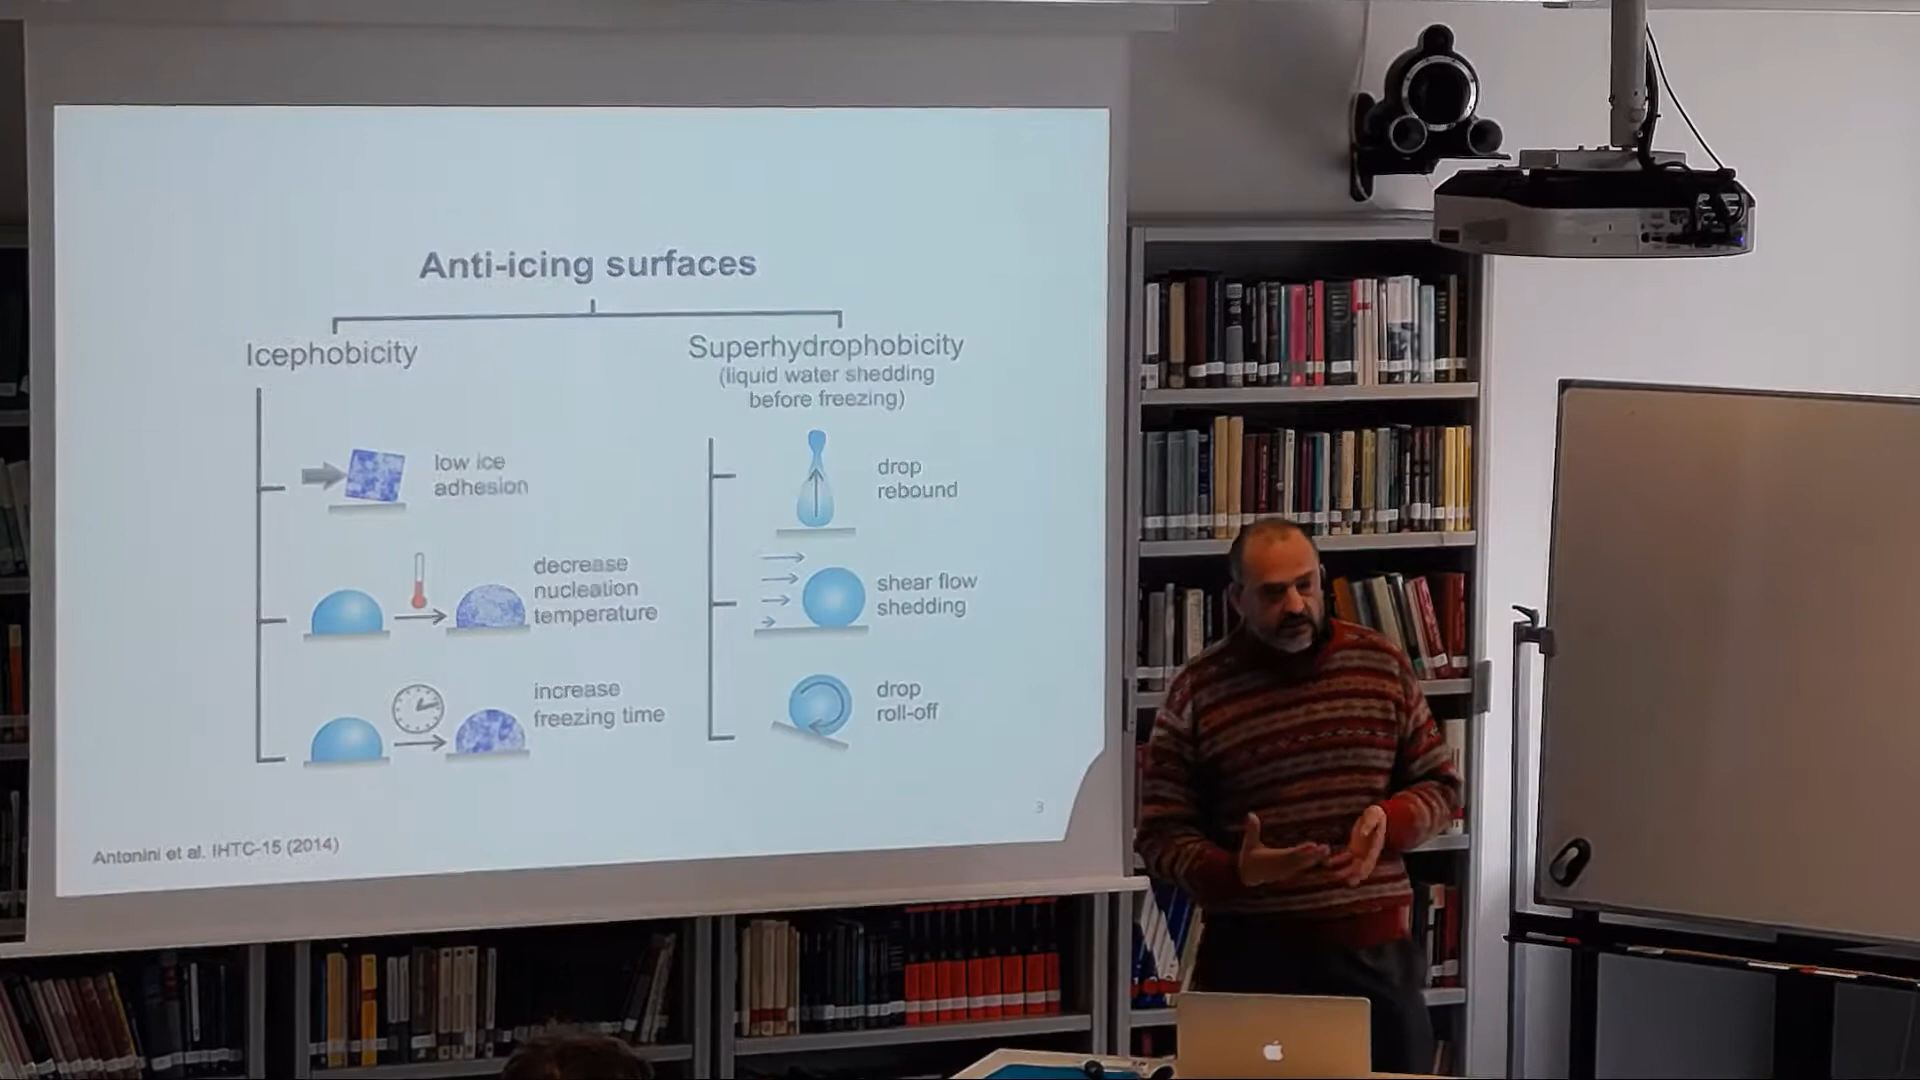 Anti-icing surfaces
Icephobicity
low ice
adhesion
decrease
nucleation
temperature
increase
freezing time
Superhydrophobicity
(liquid water shedding
before freezing)
drop
rebound
shear flow
shedding
drop
roll-off
3
Antonini et al. IHTC-15 (2014)